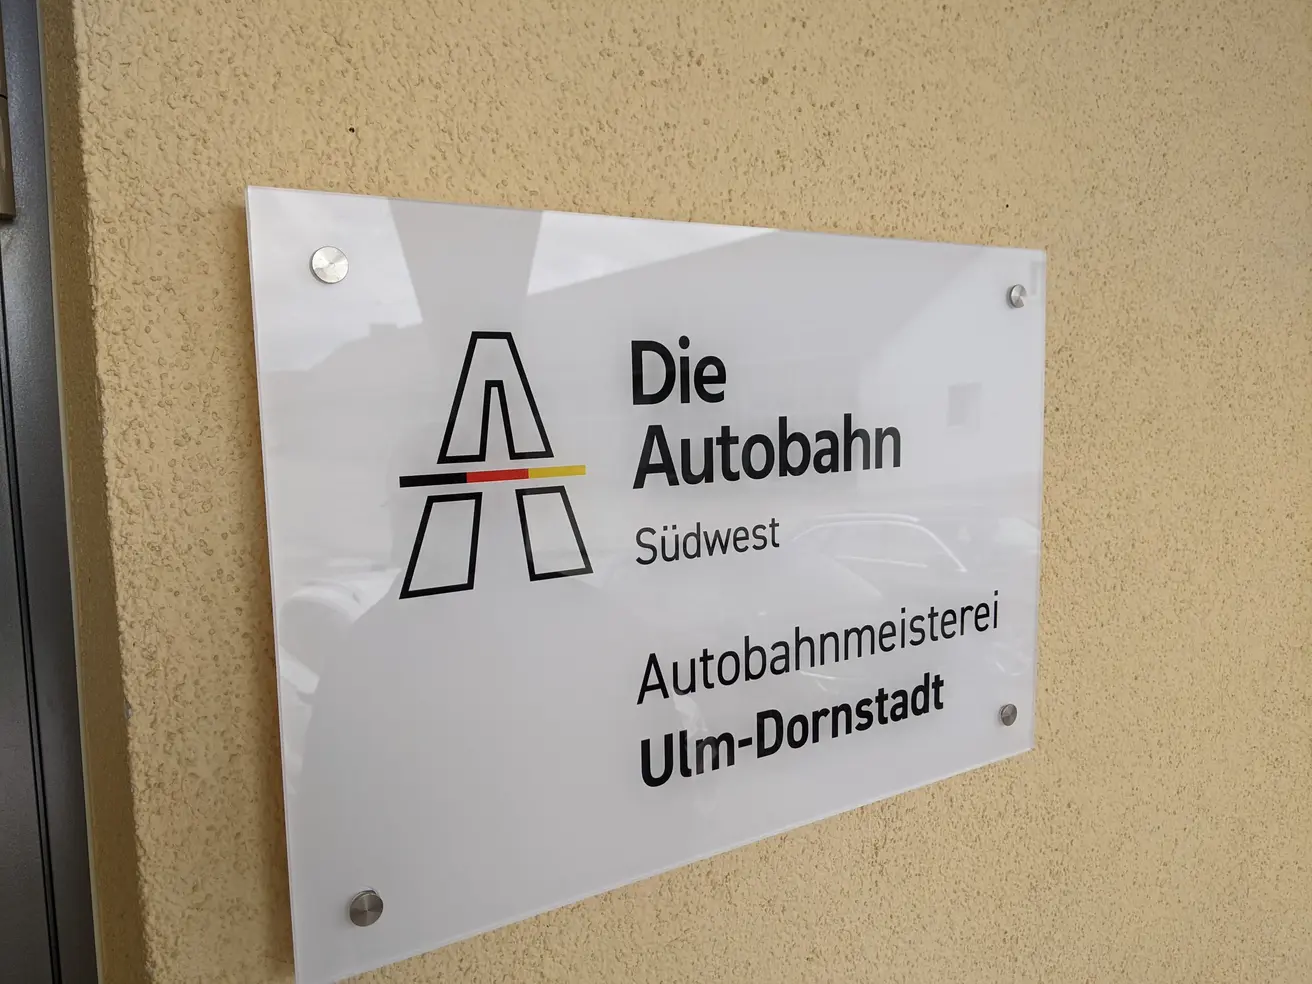 Die
Autobahn
Südwest
Autobahnmeisterei
Ulm-Dornstadt